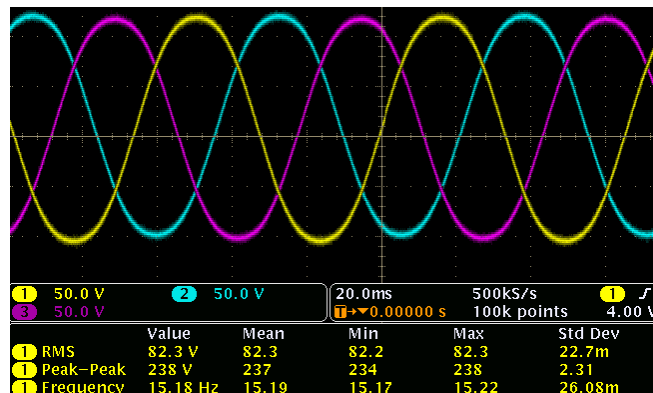 1 50.0 V 2 50.0 V
3 50.0 V
20.0ms 500kS/s 1
T 0.00000 s 100k points 4.00 V
Value Mean Min Max Std Dev
1 RMS 82.3 V 82.3 82.2 82.3 22.7m
1 Peak-Peak 238 V 237 234 238 2.31
1 Frequency 15.18 Hz 15.19 15.17 15.22 26.08m